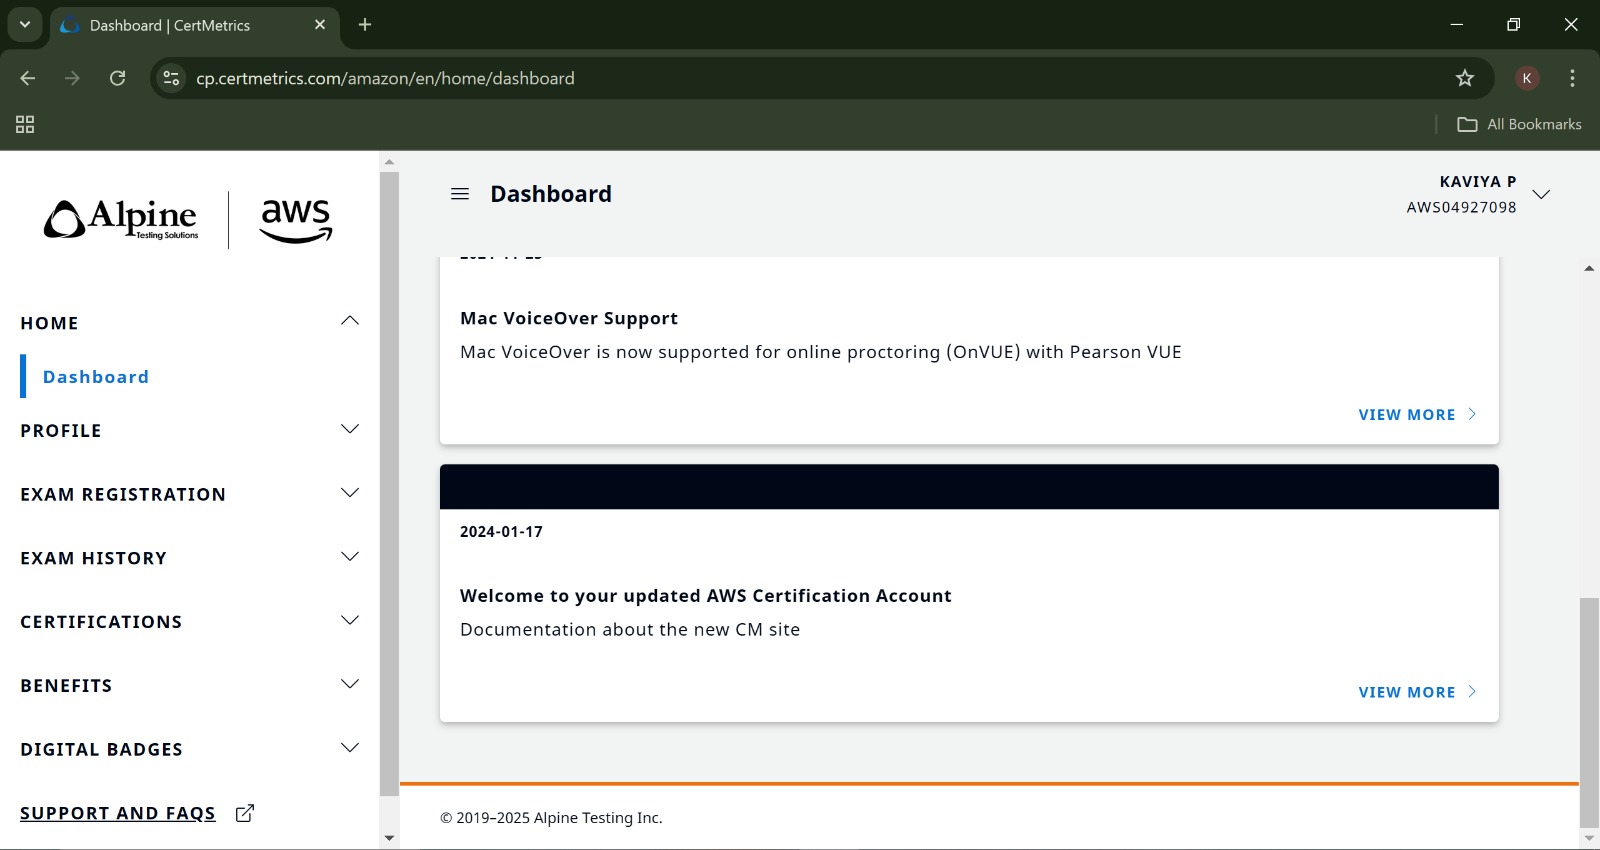 Dashboard | CertMetrics
cp.certmetrics.com/amazon/en/home/dashboard
K
All Bookmarks
Alpine
Testing Solutions
aws
HOME
Dashboard
PROFILE
EXAM REGISTRATION
EXAM HISTORY
CERTIFICATIONS
BENEFITS
DIGITAL BADGES
SUPPORT AND FAQS
Dashboard
KAVIYA P
AWS04927098
Mac VoiceOver Support
Mac VoiceOver is now supported for online proctoring (OnVUE) with Pearson VUE
VIEW MORE
2024-01-17
Welcome to your updated AWS Certification Account
Documentation about the new CM site
VIEW MORE
© 2019–2025 Alpine Testing Inc.